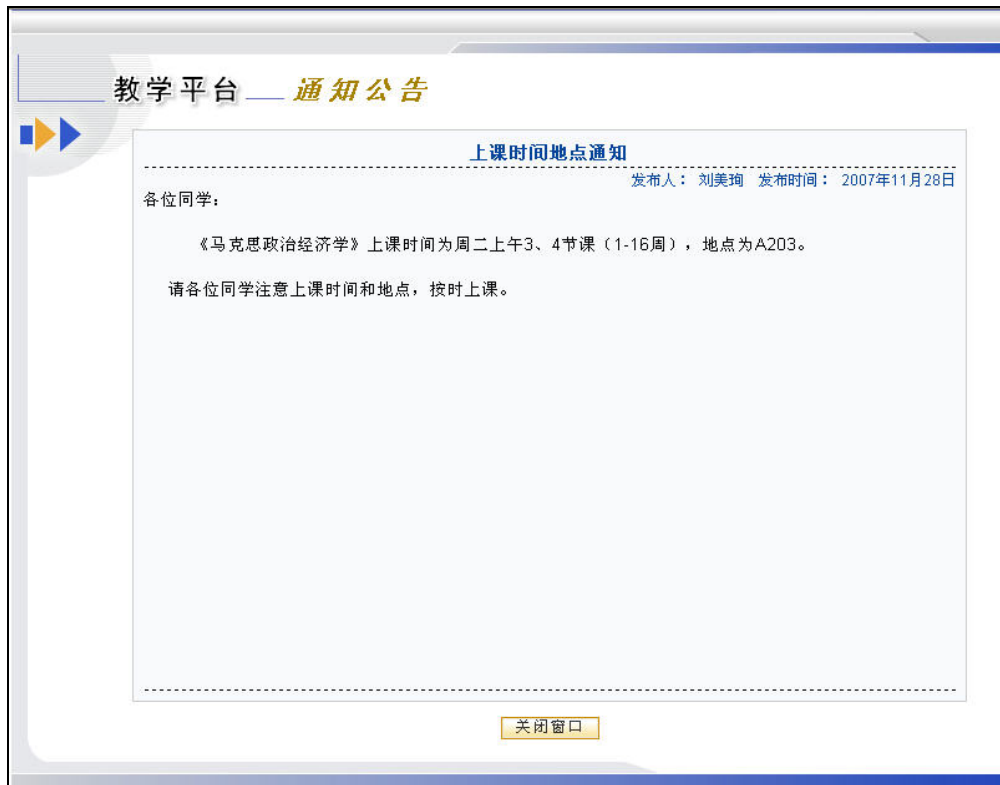 教学平台 通知公告
上课时间地点通知
发布人： 刘美珣 发布时间： 2007年11月28日
各位同学：
《马克思政治经济学》上课时间为周二上午3、4节课（1-16周），地点为A203。
请各位同学注意上课时间和地点，按时上课。
关闭窗口